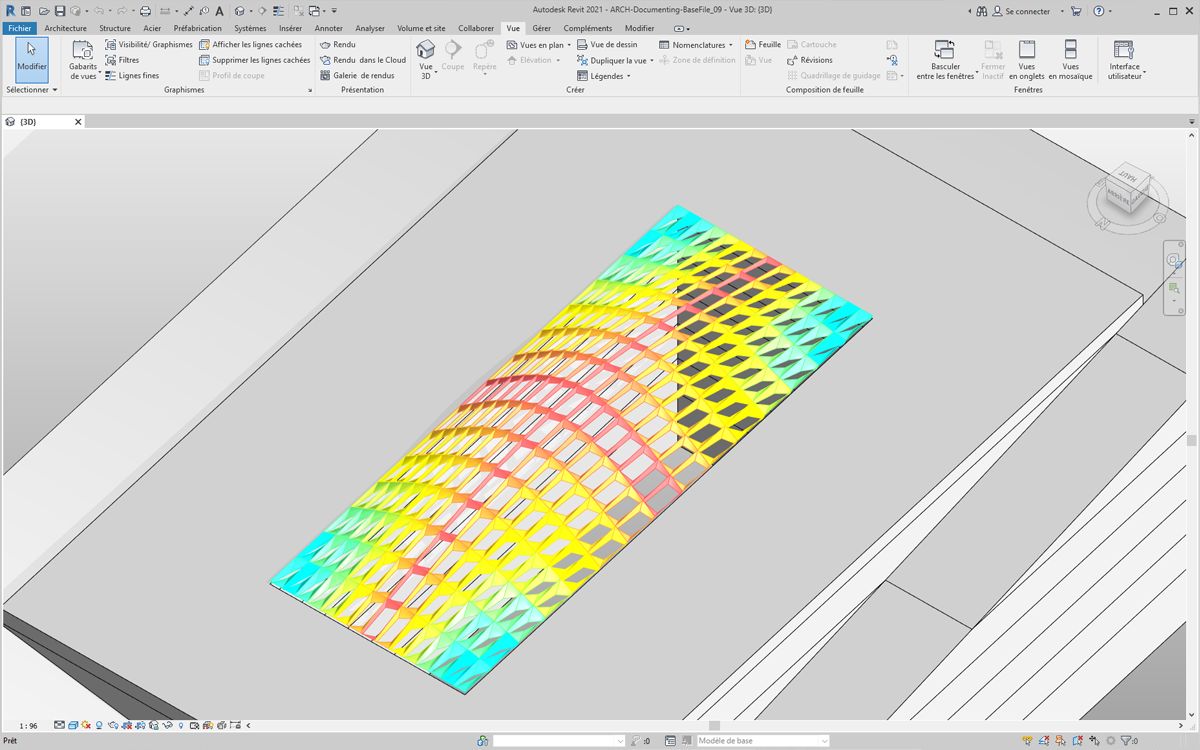 Autodesk Revit 2021 - ARCH-Documenting-BaseFile_09 - Vue 3D: {3D}
Se connecter
Fichier Architecture Structure Acier Préfabrication Systèmes Insérer Annoter Analyser Volume et site Collaborer Vue Gérer Compléments Modifier
Modifier
Sélectionner
Gabarits
de vues
Visibilité/ Graphismes
Filtres
Lignes fines
Afficher les lignes cachées
Supprimer les lignes cachées
Profil de coupe
Graphismes
Rendu
Rendu dans le Cloud
Galerie de rendus
Présentation
Vue
3D
Coupe
Repère
Vues en plan
Élévation
Vue de dessin
Dupliquer la vue
Légendes
Nomenclatures
Zone de définition
Créer
Feuille
Vue
Cartouche
Révisions
Quadrillage de guidage
Composition de feuille
Basculer
entre les fenêtres
Fermer
Inactif
Vues
en onglets
Vues
en mosaïque
Fenêtres
Interface
utilisateur
{3D}
HAUT
1 : 96
Prêt
:0
Modèle de base
:0